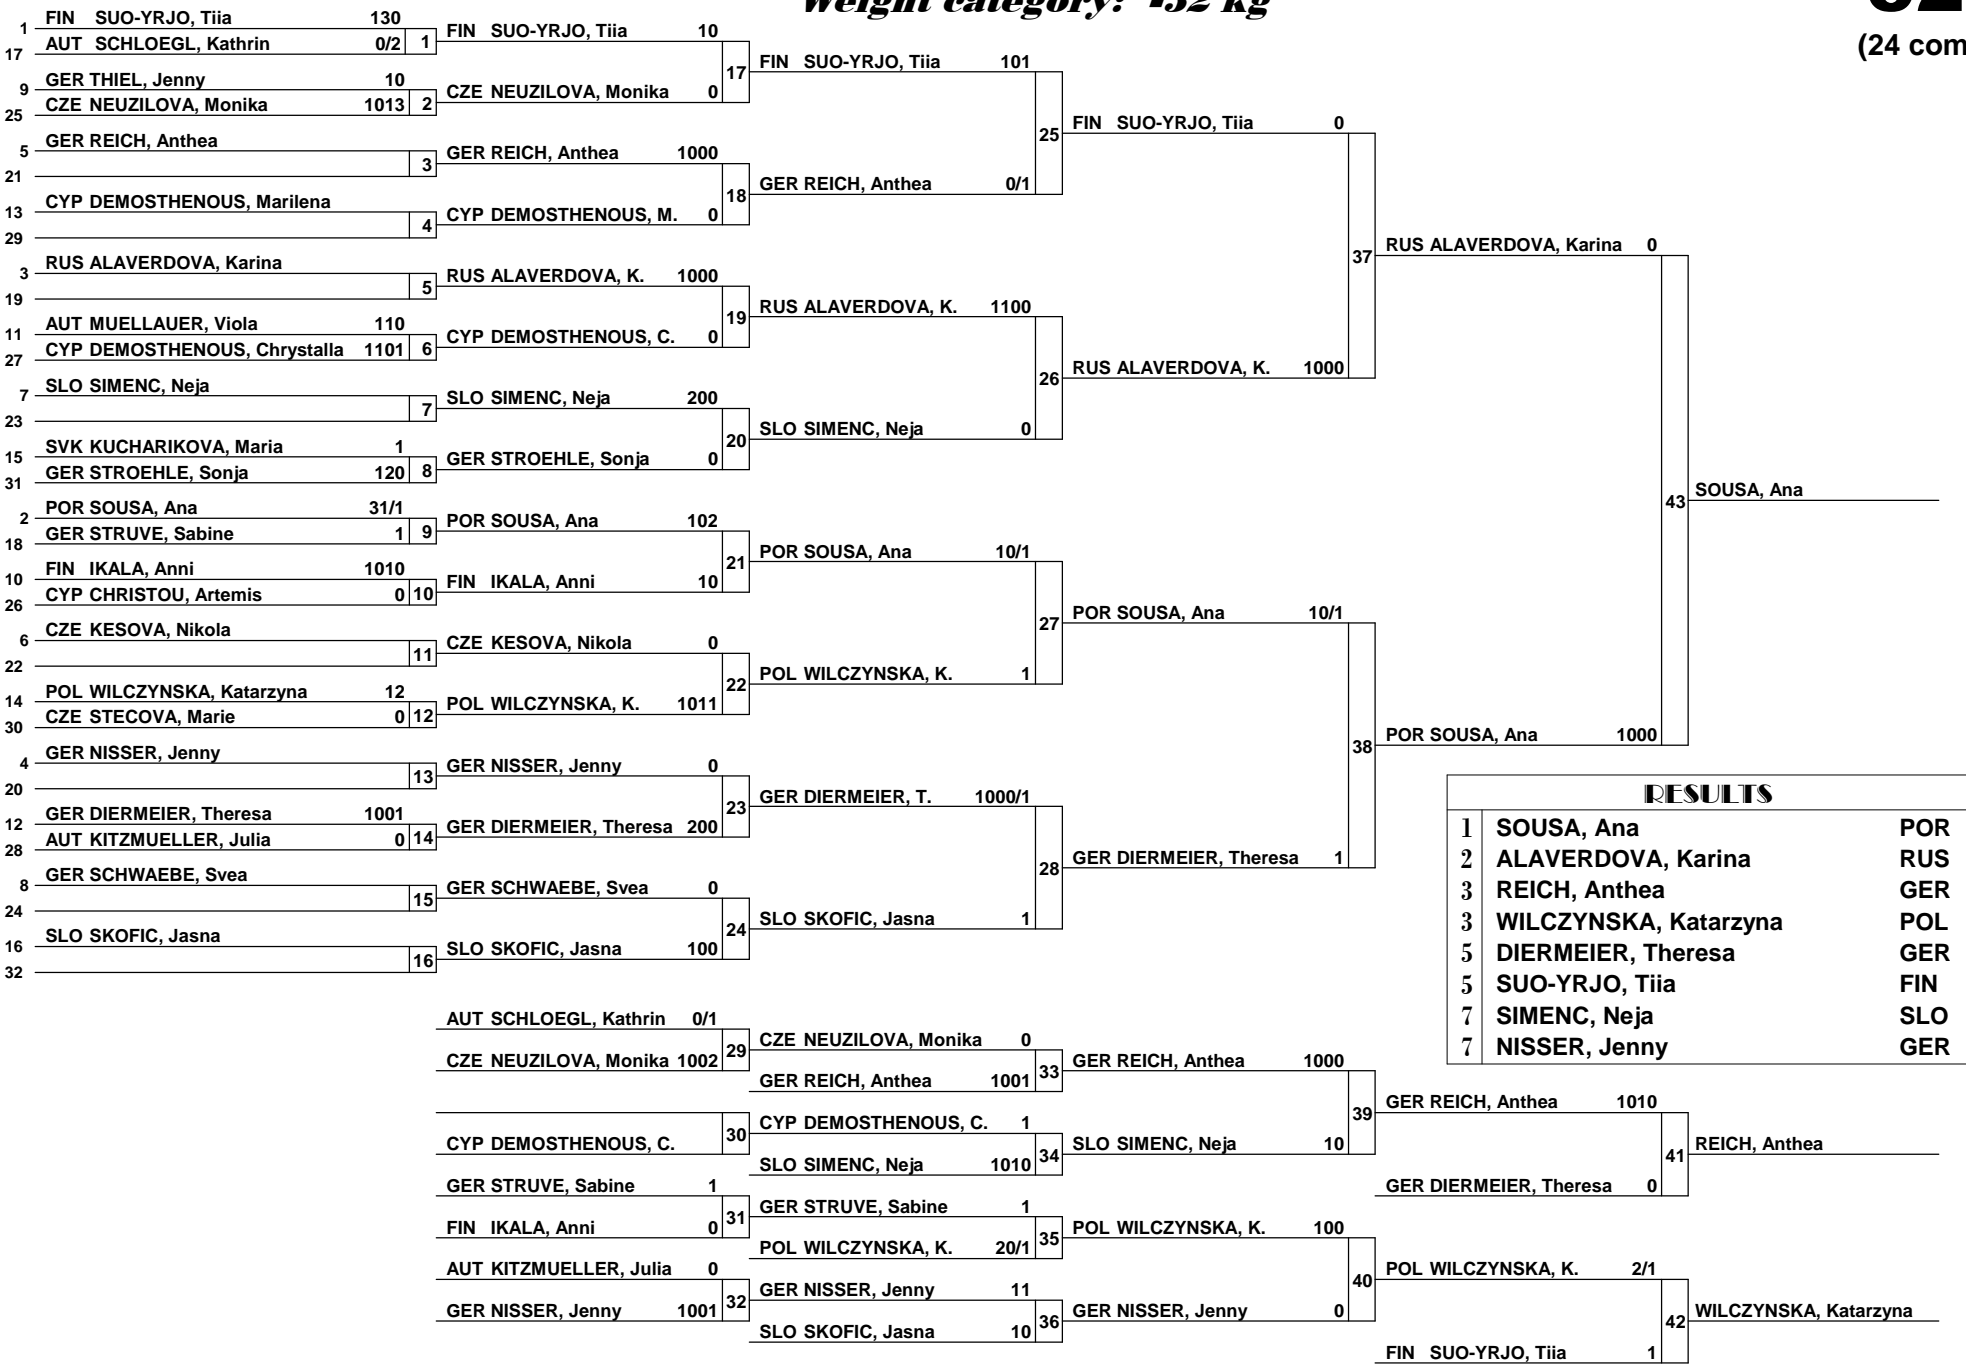 Weight category: -52 kg
(24 com
1 FIN SUO-YRJO, Tiia 130
17 AUT SCHLOEGL, Kathrin 0/2 1
9 GER THIEL, Jenny 10
25 CZE NEUZILOVA, Monika 1013 2
5 GER REICH, Anthea
21 3
13 CYP DEMOSTHENOUS, Marilena
29 4
3 RUS ALAVERDOVA, Karina
19 5
11 AUT MUELLAUER, Viola 110
27 CYP DEMOSTHENOUS, Chrystalla 1101 6
7 SLO SIMENC, Neja
23 7
15 SVK KUCHARIKOVA, Maria 1
31 GER STROEHLE, Sonja 120 8
2 POR SOUSA, Ana 31/1
18 GER STRUVE, Sabine 1 9
10 FIN IKALA, Anni 1010
26 CYP CHRISTOU, Artemis 0 10
6 CZE KESOVA, Nikola
22 11
14 POL WILCZYNSKA, Katarzyna 12
30 CZE STECOVA, Marie 0 12
4 GER NISSER, Jenny
20 13
12 GER DIERMEIER, Theresa 1001
28 AUT KITZMUELLER, Julia 0 14
8 GER SCHWAEBE, Svea
24 15
16 SLO SKOFIC, Jasna
32 16
FIN SUO-YRJO, Tiia 10
17
CZE NEUZILOVA, Monika 0
GER REICH, Anthea 1000
18
CYP DEMOSTHENOUS, M. 0
RUS ALAVERDOVA, K. 1000
19
CYP DEMOSTHENOUS, C. 0
SLO SIMENC, Neja 200
20
GER STROEHLE, Sonja 0
POR SOUSA, Ana 102
21
FIN IKALA, Anni 10
CZE KESOVA, Nikola 0
22
POL WILCZYNSKA, K. 1011
GER NISSER, Jenny 0
23
GER DIERMEIER, Theresa 200
GER SCHWAEBE, Svea 0
24
SLO SKOFIC, Jasna 100
FIN SUO-YRJO, Tiia 101
25
GER REICH, Anthea 0/1
RUS ALAVERDOVA, K. 1100
26
SLO SIMENC, Neja 0
POR SOUSA, Ana 10/1
27
POL WILCZYNSKA, K. 1
GER DIERMEIER, T. 1000/1
28
SLO SKOFIC, Jasna 1
FIN SUO-YRJO, Tiia 0
37
RUS ALAVERDOVA, K. 1000
POR SOUSA, Ana 10/1
38
GER DIERMEIER, Theresa 1
RUS ALAVERDOVA, Karina 0
43
POR SOUSA, Ana 1000
SOUSA, Ana
RESULTS
1 SOUSA, Ana POR
2 ALAVERDOVA, Karina RUS
3 REICH, Anthea GER
3 WILCZYNSKA, Katarzyna POL
5 DIERMEIER, Theresa GER
5 SUO-YRJO, Tiia FIN
7 SIMENC, Neja SLO
7 NISSER, Jenny GER
AUT SCHLOEGL, Kathrin 0/1
29
CZE NEUZILOVA, Monika 1002
30
CYP DEMOSTHENOUS, C.
GER STRUVE, Sabine 1
31
FIN IKALA, Anni 0
AUT KITZMUELLER, Julia 0
32
GER NISSER, Jenny 1001
CZE NEUZILOVA, Monika 0
33
GER REICH, Anthea 1001
CYP DEMOSTHENOUS, C. 1
34
SLO SIMENC, Neja 1010
GER STRUVE, Sabine 1
35
POL WILCZYNSKA, K. 20/1
GER NISSER, Jenny 11
36
SLO SKOFIC, Jasna 10
GER REICH, Anthea 1000
39
SLO SIMENC, Neja 10
POL WILCZYNSKA, K. 100
40
GER NISSER, Jenny 0
GER REICH, Anthea 1010
41
GER DIERMEIER, Theresa 0
POL WILCZYNSKA, K. 2/1
42
FIN SUO-YRJO, Tiia 1
REICH, Anthea
WILCZYNSKA, Katarzyna